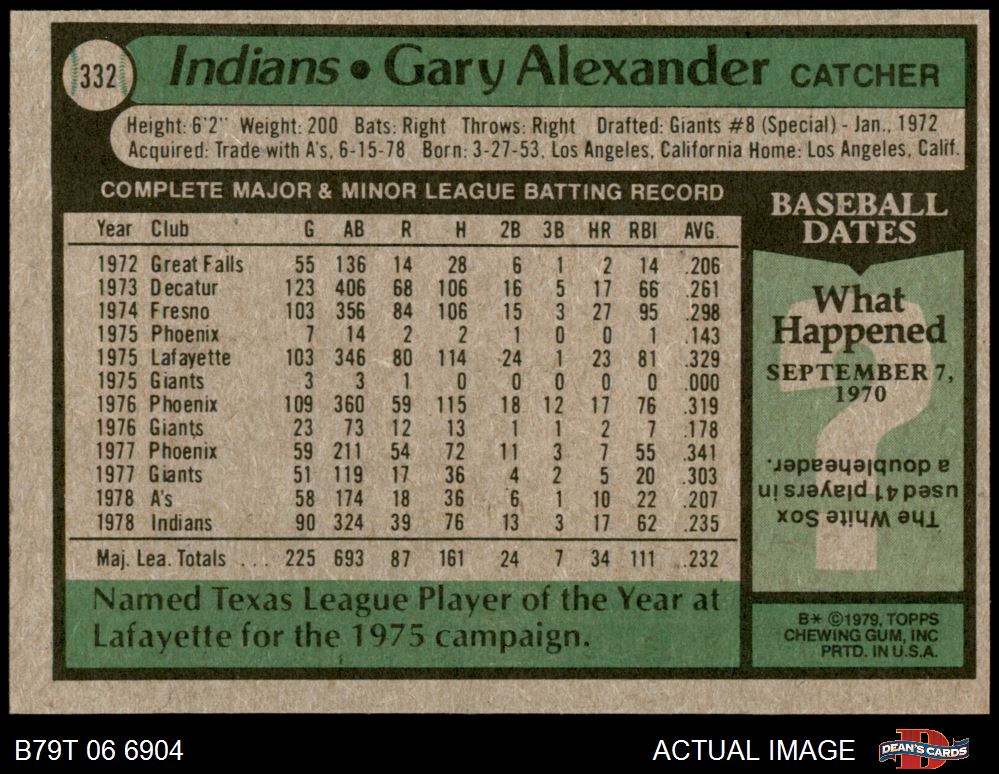 332
Indians • Gary Alexander CATCHER
Height: 6'2" Weight: 200 Bats: Right Throws: Right Drafted: Giants #8 (Special) - Jan., 1972
Acquired: Trade with A's, 6-15-78 Born: 3-27-53, Los Angeles, California Home: Los Angeles, Calif.
COMPLETE MAJOR & MINOR LEAGUE BATTING RECORD
Year Club G AB R H 2B 3B HR RBI AVG.
1972 Great Falls 55 136 14 28 6 1 2 14 .206
1973 Decatur 123 406 68 106 16 5 17 66 .261
1974 Fresno 103 356 84 106 15 3 27 95 .298
1975 Phoenix 7 14 2 2 1 0 0 1 .143
1975 Lafayette 103 346 80 114 24 1 23 81 .329
1975 Giants 3 3 1 0 0 0 0 0 .000
1976 Phoenix 109 360 59 115 18 12 17 76 .319
1976 Giants 23 73 12 13 1 1 2 7 .178
1977 Phoenix 59 211 54 72 11 3 7 55 .341
1977 Giants 51 119 17 36 4 2 5 20 .303
1978 A's 58 174 18 36 6 1 10 22 .207
1978 Indians 90 324 39 76 13 3 17 62 .235
Maj. Lea. Totals . . . 225 693 87 161 24 7 34 111 .232
Named Texas League Player of the Year at
Lafayette for the 1975 campaign.
BASEBALL
DATES
What
Happened
SEPTEMBER 7,
1970
?
The White Sox
used 41 players in
a doubleheader.
B* ©1979, TOPPS
CHEWING GUM, INC
PRTD. IN U.S.A.
B79T 06 6904
ACTUAL IMAGE
D
DEAN'S CARDS